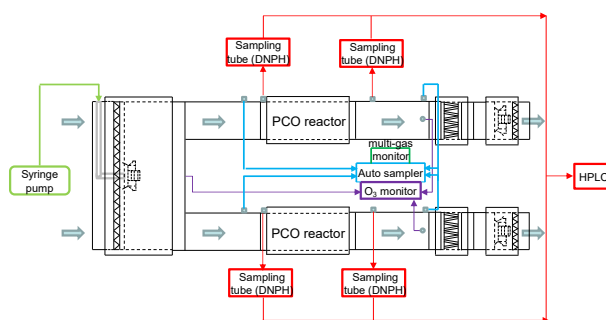 Sampling
tube (DNPH)
Sampling
tube (DNPH)
PCO reactor
multi-gas
monitor
Auto sampler
O₃ monitor
Syringe
pump
HPLC
PCO reactor
Sampling
tube (DNPH)
Sampling
tube (DNPH)